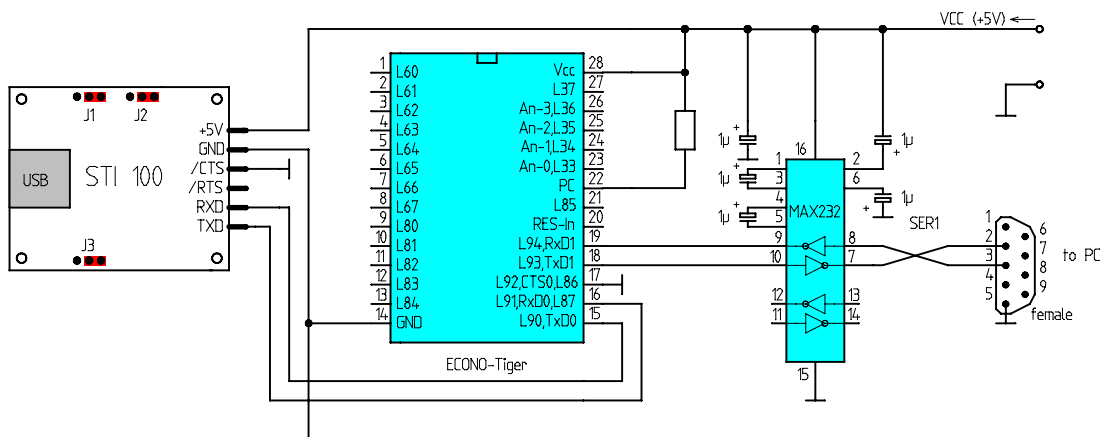 VCC (+5V)
J1
J2
+5V
GND
/CTS
/RTS
RXD
TXD
USB
STI 100
J3
1
L60
2
L61
3
L62
4
L63
5
L64
6
L65
7
L66
8
L67
9
L80
10
L81
11
L82
12
L83
13
L84
14
GND
Vcc
28
L37
27
An-3,L36
26
An-2,L35
25
An-1,L34
24
An-0,L33
23
PC
22
L85
21
RES-In
20
L94,RxD1
19
L93,TxD1
18
L92,CTS0,L86
17
L91,RxD0,L87
16
L90,TxD0
15
ECONO-Tiger
1µ
+
1µ
+
1µ
+
1µ
+
1µ
+
16
1
2
3
6
4
5
MAX232
9
8
10
7
12
13
11
14
15
SER1
1
6
2
7
3
8
4
9
5
to PC
female